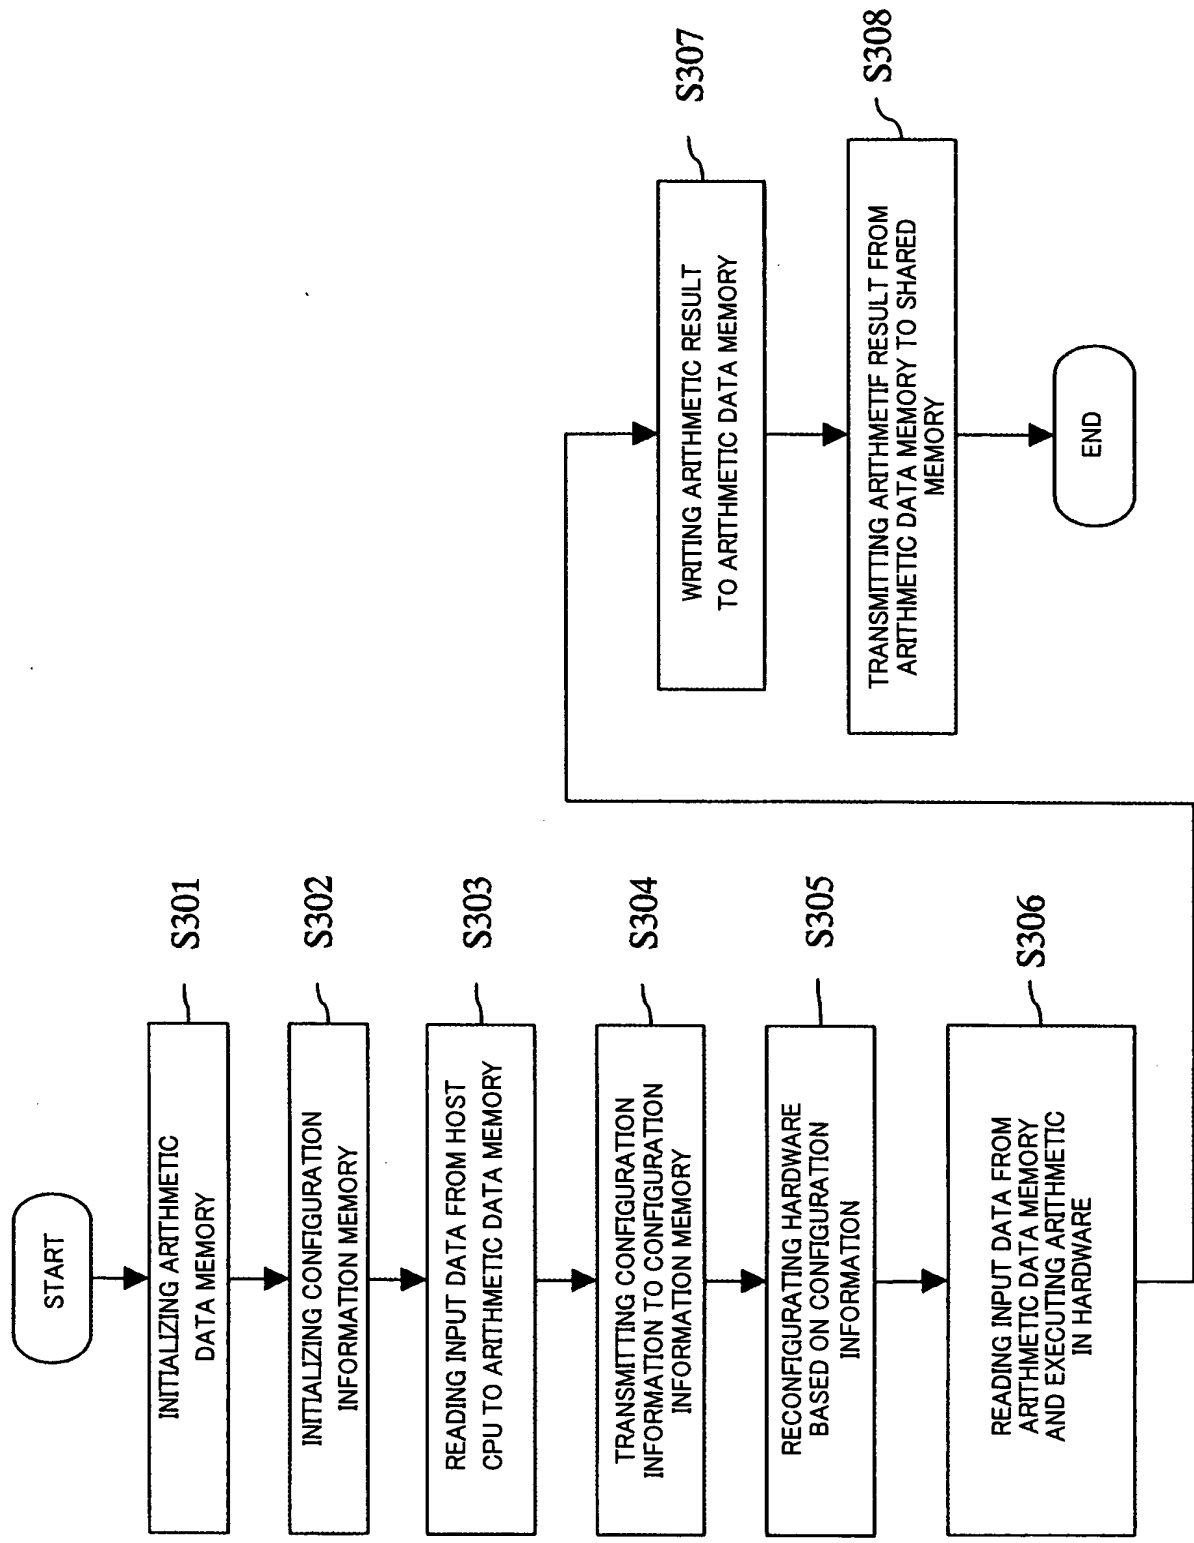 START
INITIALIZING ARITHMETIC
DATA MEMORY
S301
INITIALIZING CONFIGURATION
INFORMATION MEMORY
S302
READING INPUT DATA FROM HOST
CPU TO ARITHMETIC DATA MEMORY
S303
TRANSMITTING CONFIGURATION
INFORMATION TO CONFIGURATION
INFORMATION MEMORY
S304
RECONFIGURATING HARDWARE
BASED ON CONFIGURATION
INFORMATION
S305
READING INPUT DATA FROM
ARITHMETIC DATA MEMORY
AND EXECUTING ARITHMETIC
IN HARDWARE
S306
WRITING ARITHMETIC RESULT
TO ARITHMETIC DATA MEMORY
S307
TRANSMITTING ARITHMETIF RESULT FROM
ARITHMETIC DATA MEMORY TO SHARED
MEMORY
S308
END